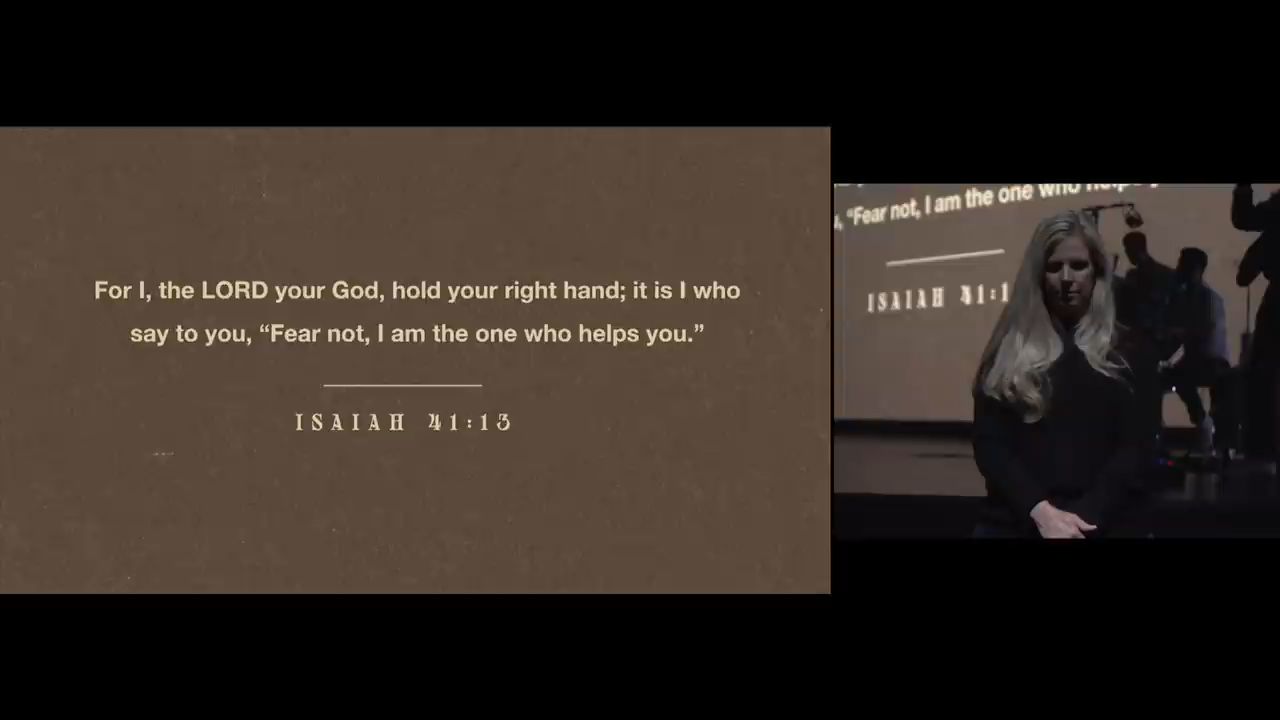 For I, the LORD your God, hold your right hand; it is I who
say to you, “Fear not, I am the one who helps you.”
ISAIAH 41:13
“Fear not, I am the one who helps
ISAIAH 41:1